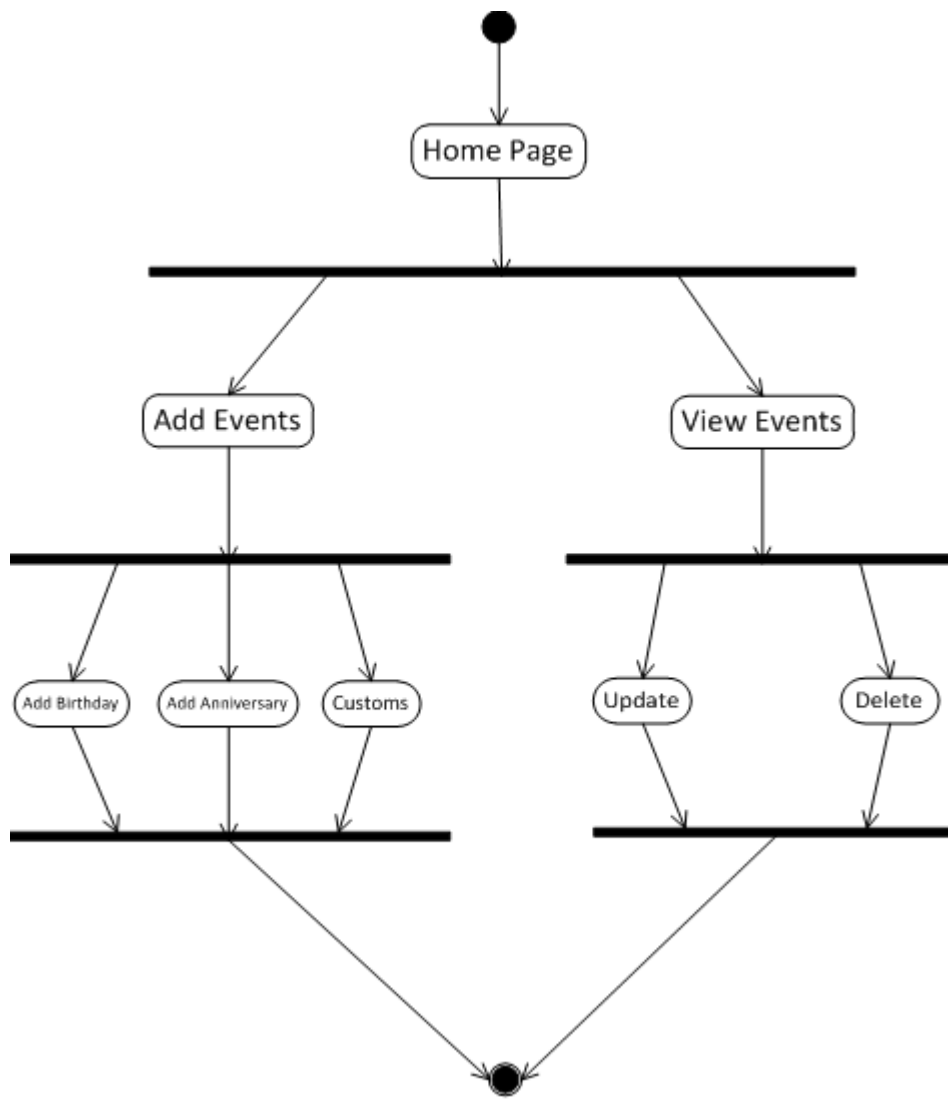 Home Page
Add Events
View Events
Add Birthday
Add Anniversary
Customs
Update
Delete